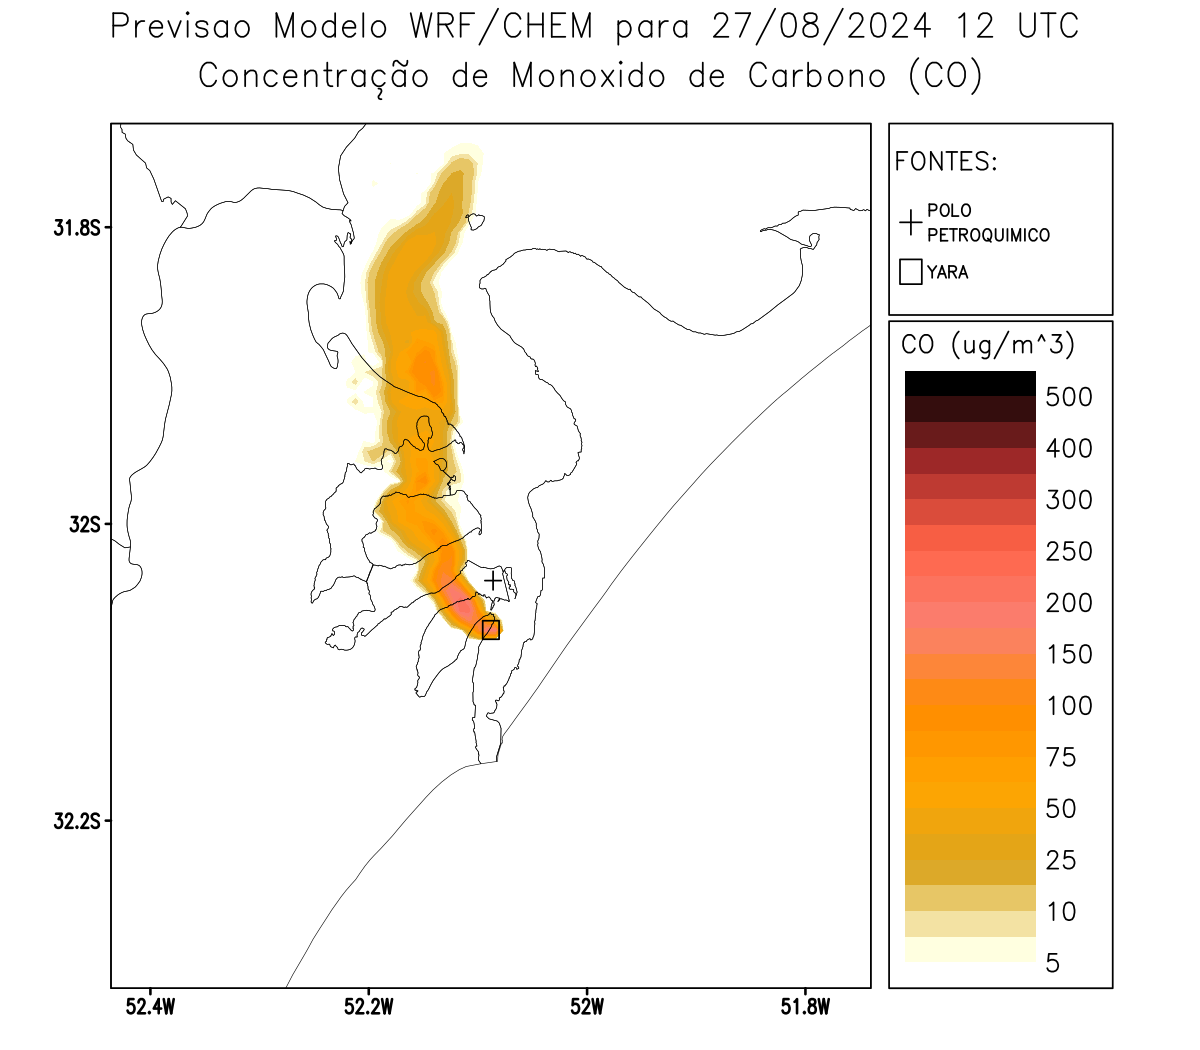 Previsao Modelo WRF/CHEM para 27/08/2024 12 UTC
Concentração de Monoxido de Carbono (CO)
FONTES:
POLO
PETROQUIMICO
YARA
CO (ug/m^3)
500
400
300
250
200
150
100
75
50
25
10
5
31.8S
32S
32.2S
52.4W
52.2W
52W
51.8W